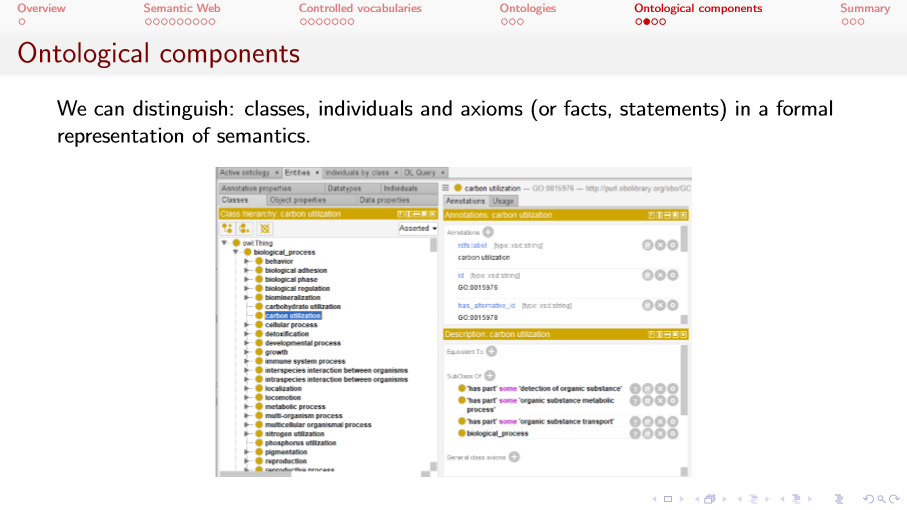 Overview Semantic Web Controlled vocabularies Ontologies Ontological components Summary
Ontological components
We can distinguish: classes, individuals and axioms (or facts, statements) in a formal
representation of semantics.
Active ontology Entities Individuals by class DL Query
Annotation properties Datatypes Individuals
Classes Object properties Data properties
Class hierarchy: carbon utilization
Asserted
owl:Thing
biological_process
behavior
biological adhesion
biological phase
biological regulation
biomineralization
carbohydrate utilization
carbon utilization
cellular process
detoxification
developmental process
growth
immune system process
interspecies interaction between organisms
intraspecies interaction between organisms
localization
locomotion
metabolic process
multi-organism process
multicellular organismal process
nitrogen utilization
phosphorus utilization
pigmentation
reproduction
reproductive process
carbon utilization — GO:0015976 — http://purl.obolibrary.org/obo/GO
Annotations Usage
Annotations: carbon utilization
Annotations
rdfs:label [type: xsd:string]
carbon utilization
id [type: xsd:string]
GO:0015976
has_alternative_id [type: xsd:string]
GO:0015978
Description: carbon utilization
Equivalent To
SubClass Of
'has part' some 'detection of organic substance'
'has part' some 'organic substance metabolic
process'
'has part' some 'organic substance transport'
biological_process
General class axioms